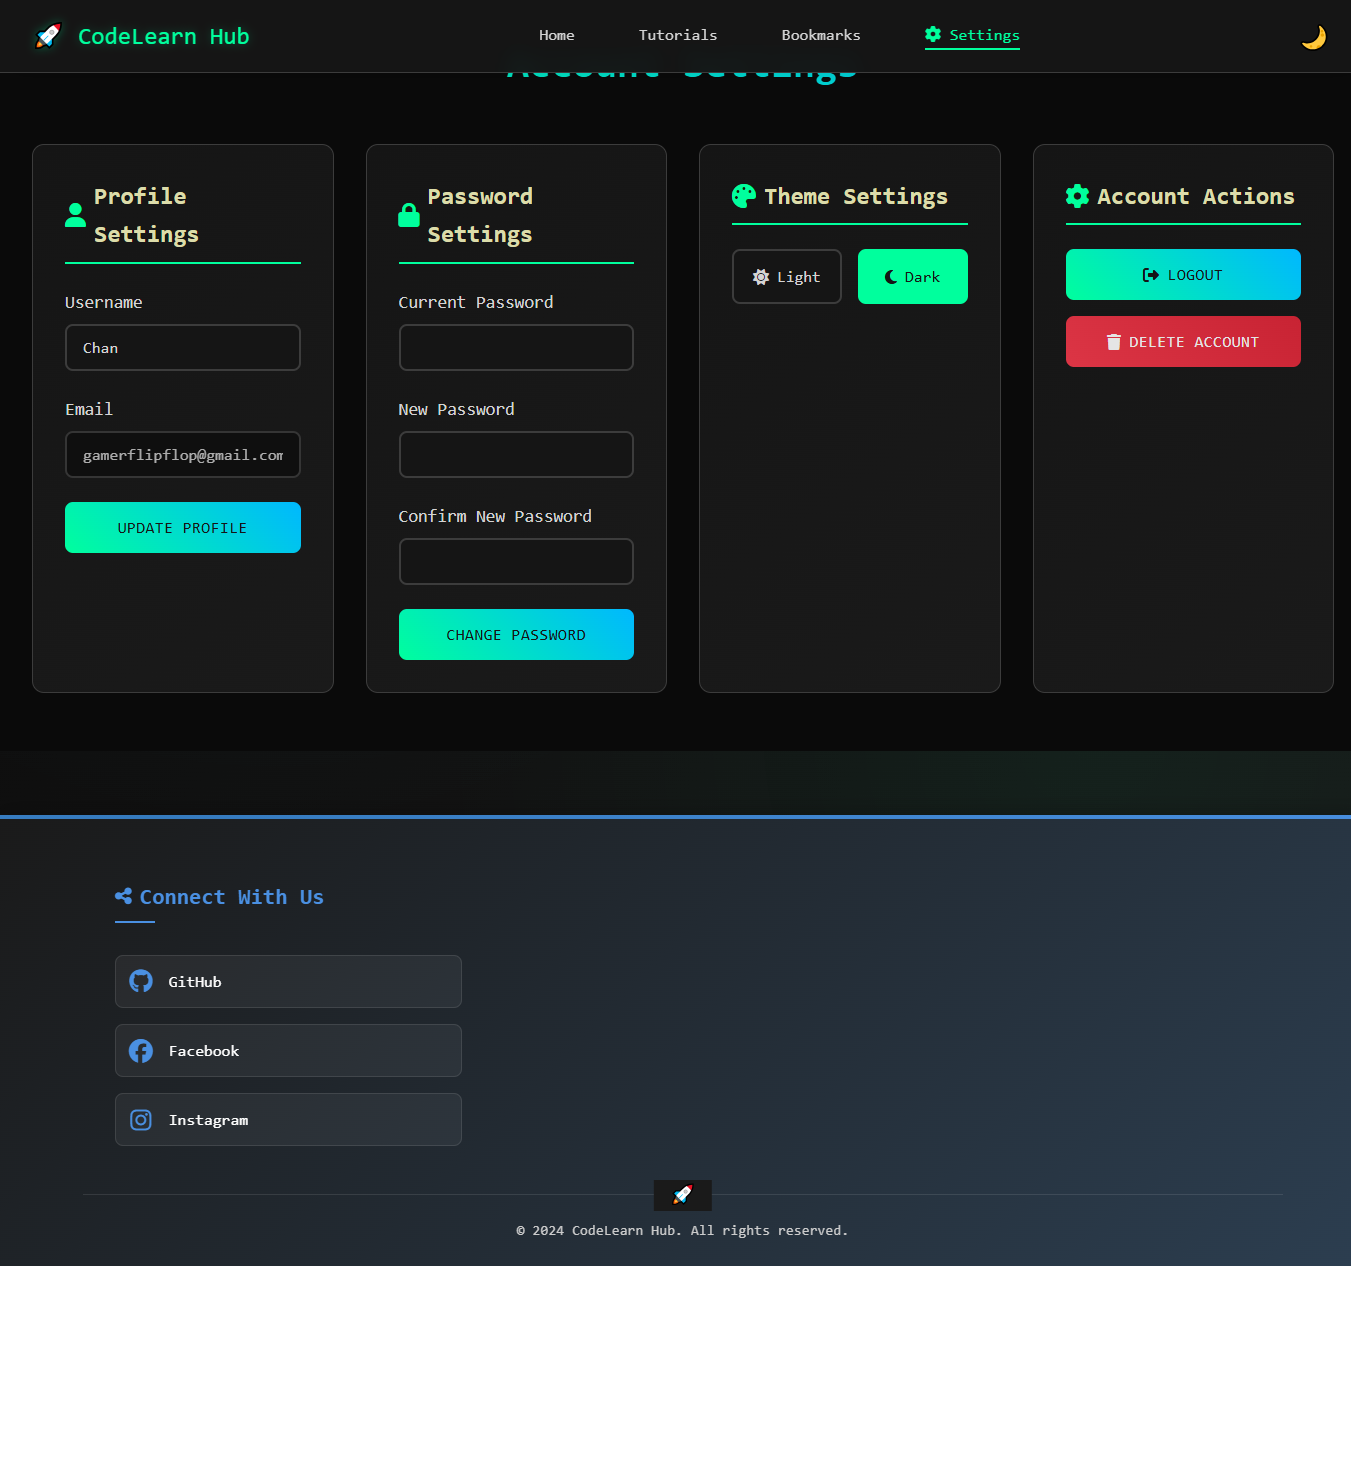 CodeLearn Hub
Home
Tutorials
Bookmarks
Settings
Account Settings
Profile
Settings
Username
Chan
Email
gamerflipflop@gmail.com
UPDATE PROFILE
Password
Settings
Current Password
New Password
Confirm New Password
CHANGE PASSWORD
Theme Settings
Light
Dark
Account Actions
LOGOUT
DELETE ACCOUNT
Connect With Us
GitHub
Facebook
Instagram
© 2024 CodeLearn Hub. All rights reserved.